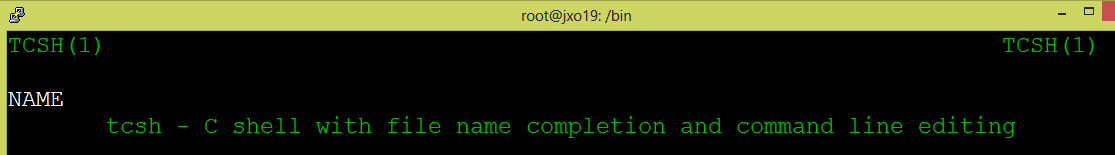 root@jxo19: /bin
TCSH(1) TCSH(1)
NAME
tcsh - C shell with file name completion and command line editing